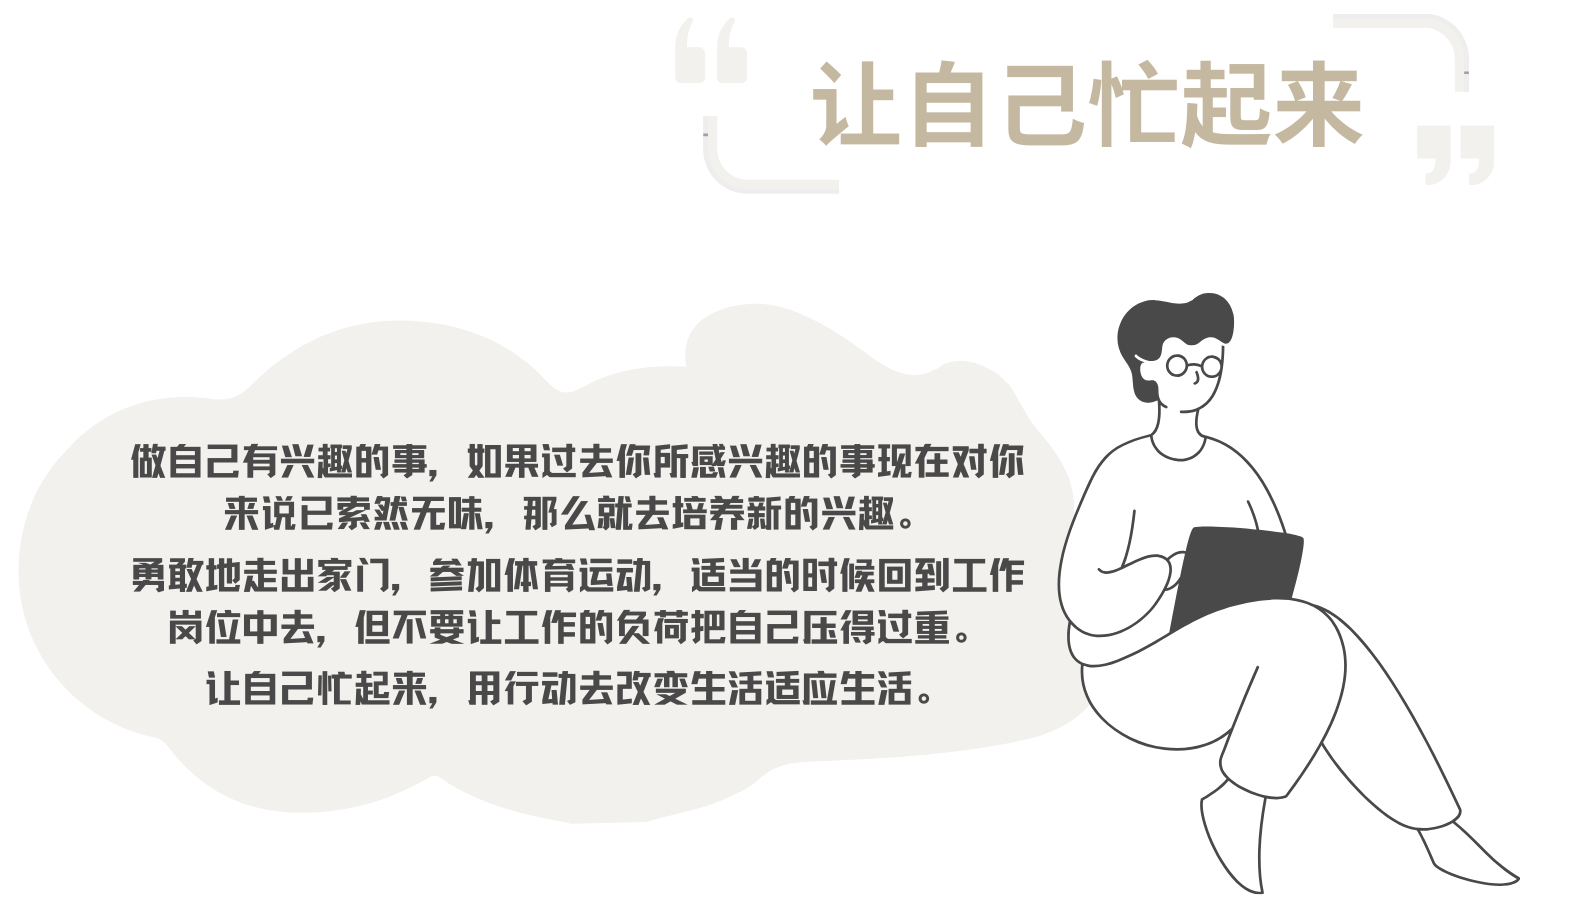 让自己忙起来
做自己有兴趣的事，如果过去你所感兴趣的事现在对你
来说已索然无味，那么就去培养新的兴趣。
勇敢地走出家门，参加体育运动，适当的时候回到工作
岗位中去，但不要让工作的负荷把自己压得过重。
让自己忙起来，用行动去改变生活适应生活。